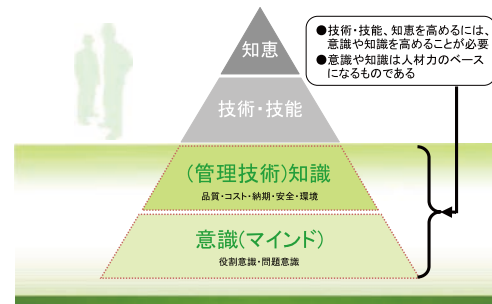 知恵
技術・技能
(管理技術)知識
品質・コスト・納期・安全・環境
意識(マインド)
役割意識・問題意識
●技術・技能、知恵を高めるには、
意識や知識を高めることが必要
●意識や知識は人材力のベース
になるものである